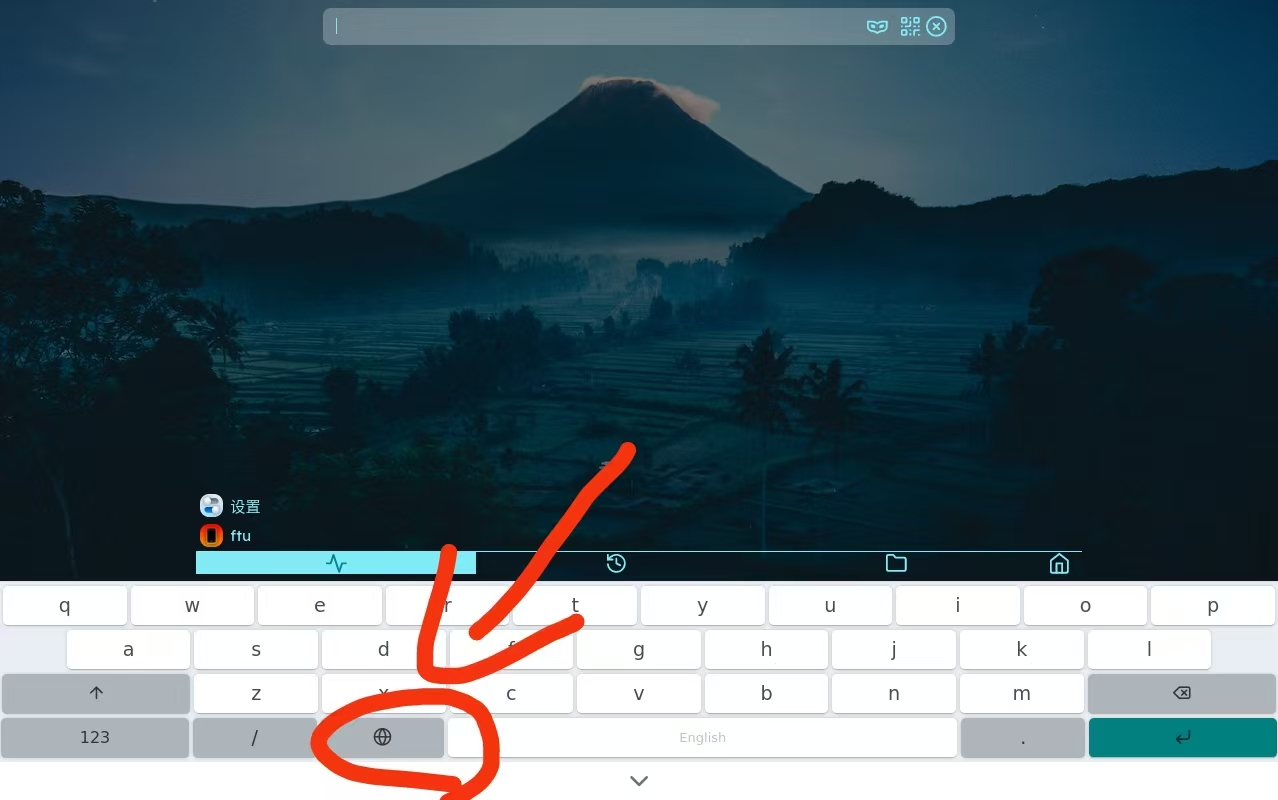 设置
ftu
q w e r t y u i o p
a s d f g h j k l
z x c v b n m
123 / English .